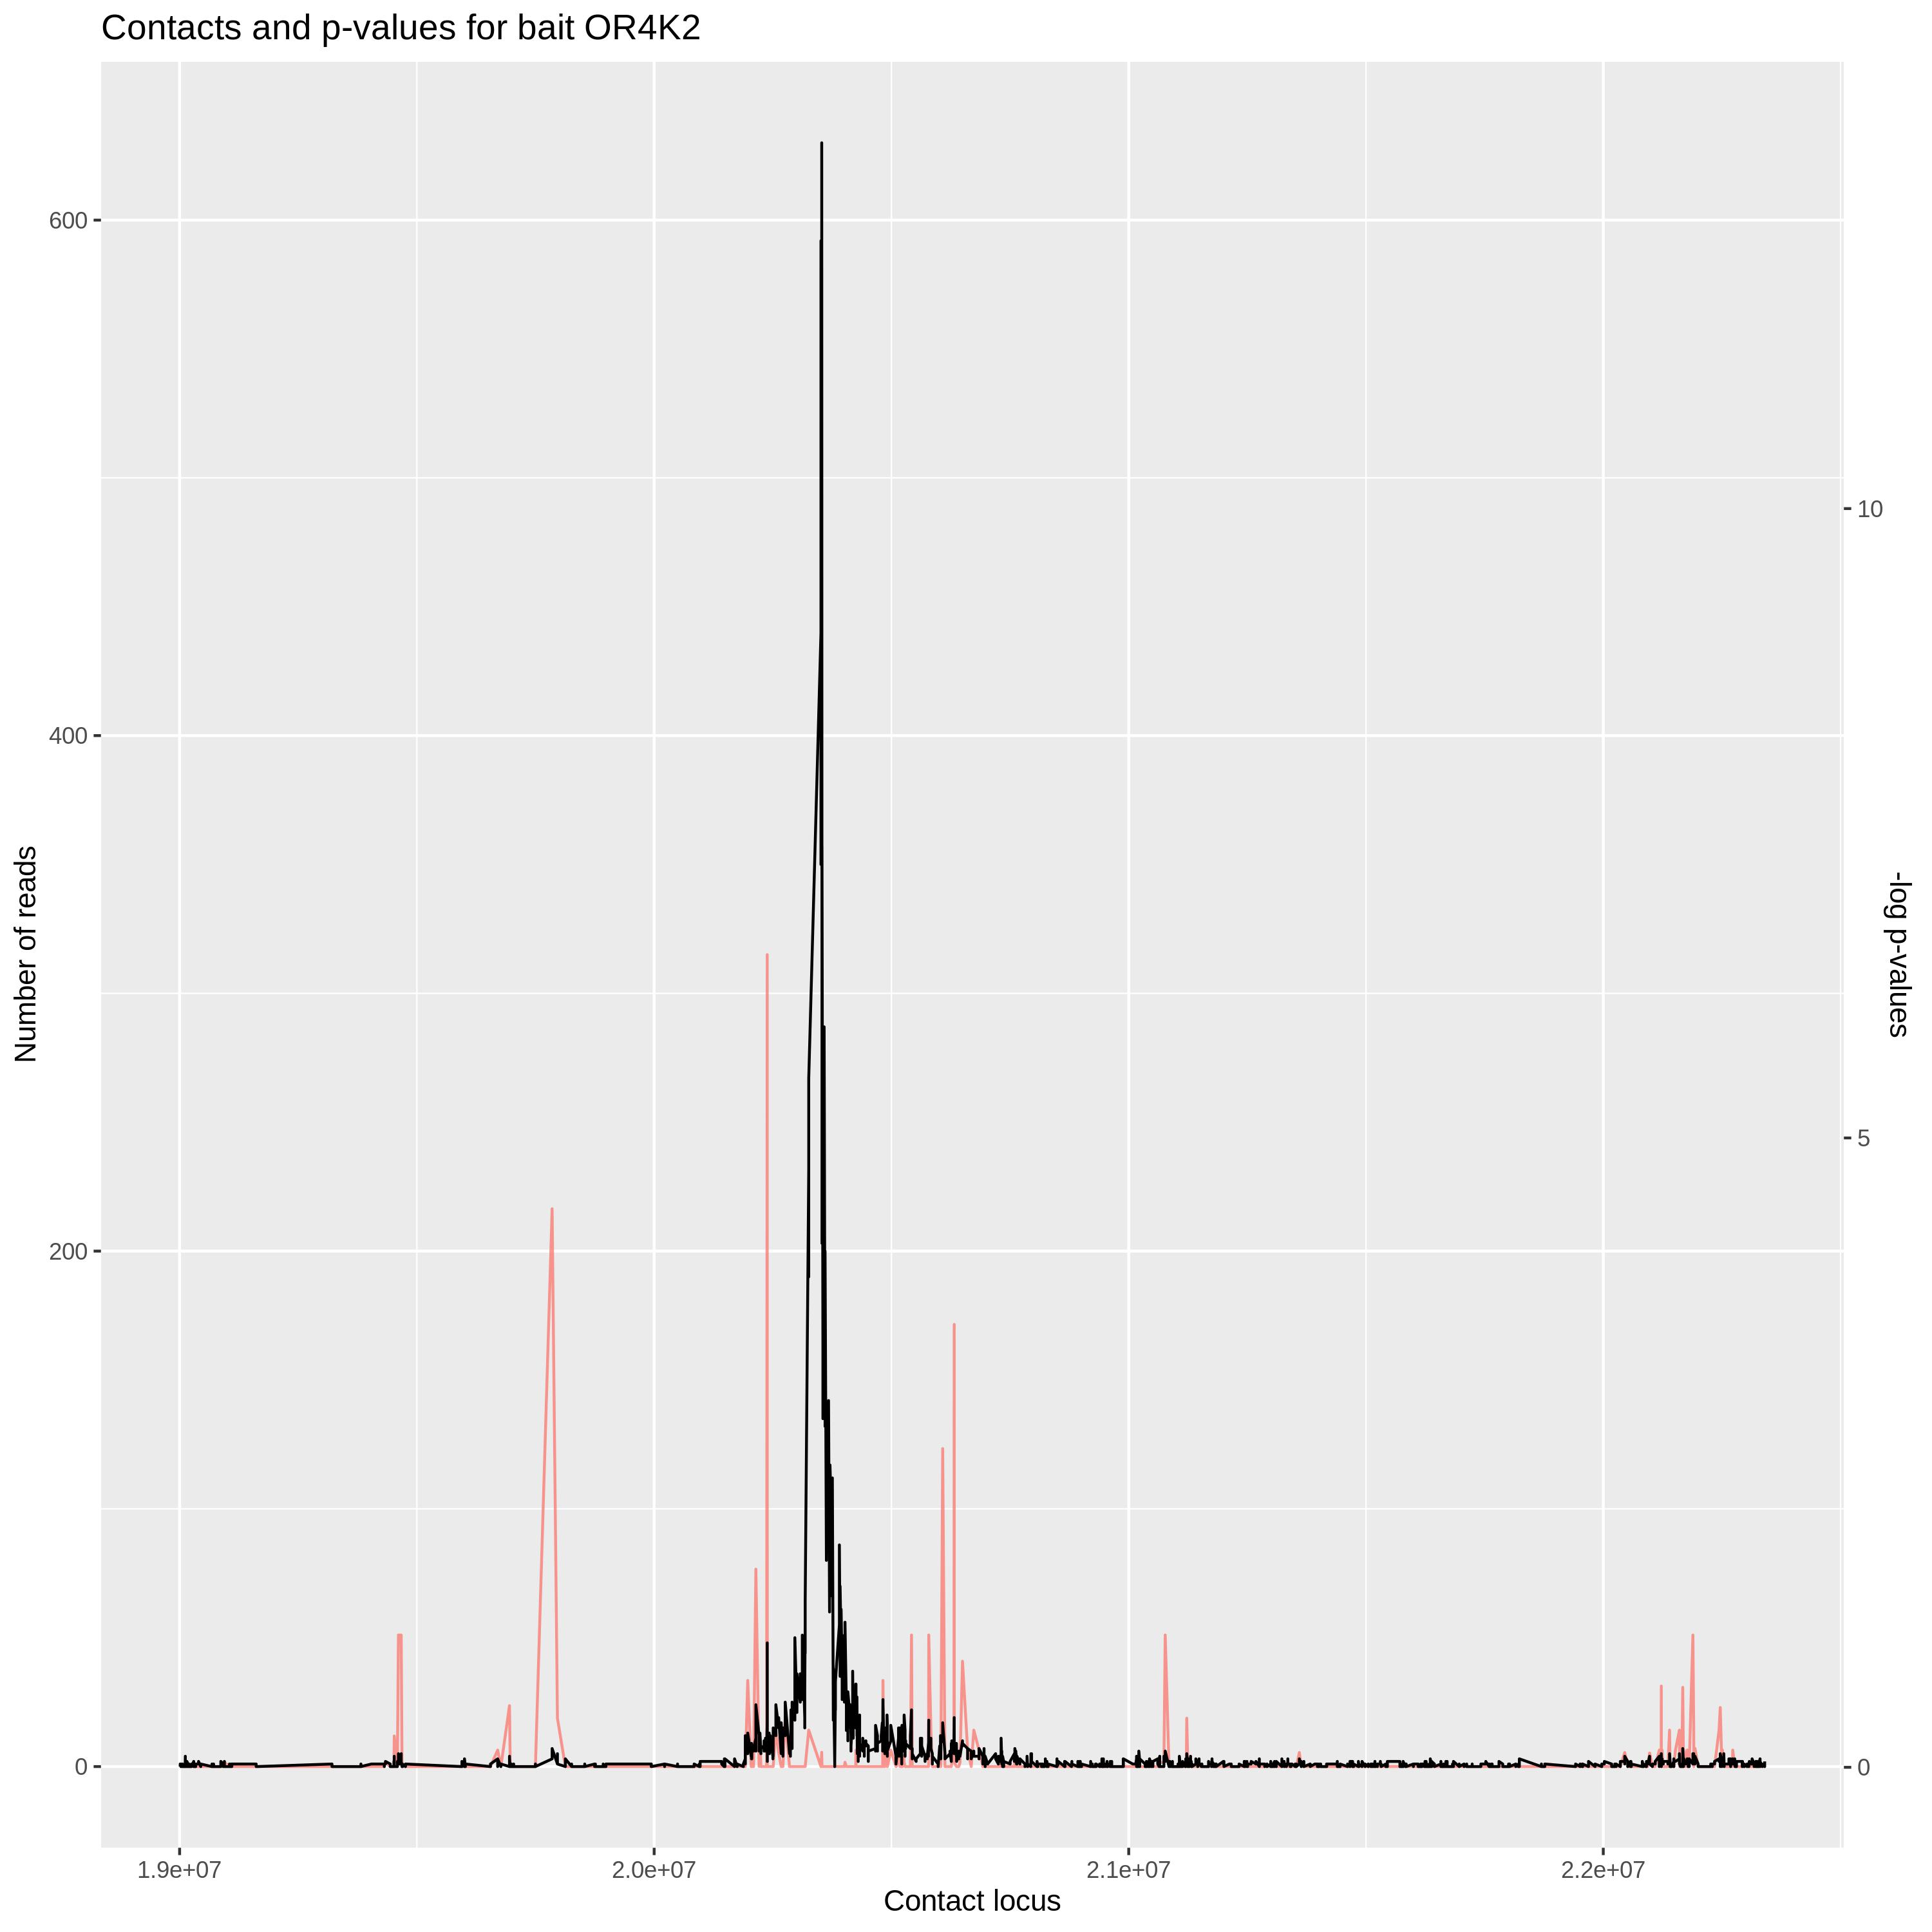 Contacts and p-values for bait OR4K2
600
400
200
0
Number of reads
10
5
0
-log p-values
1.9e+07
2.0e+07
2.1e+07
2.2e+07
Contact locus